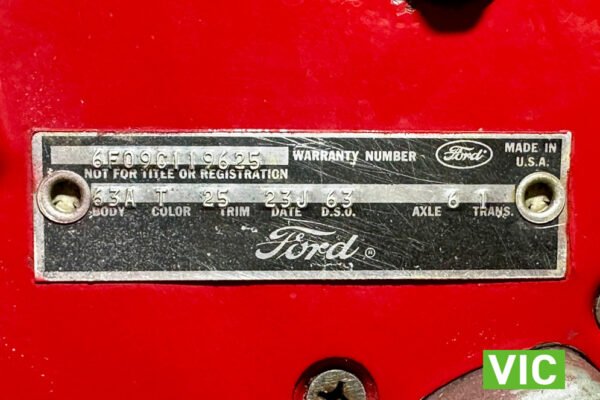 6F09C119625 WARRANTY NUMBER Ford MADE IN U.S.A.
NOT FOR TITLE OR REGISTRATION
63A T 25 23J 63 6 1
BODY COLOR TRIM DATE D.S.O. AXLE TRANS.
Ford ®
VIC